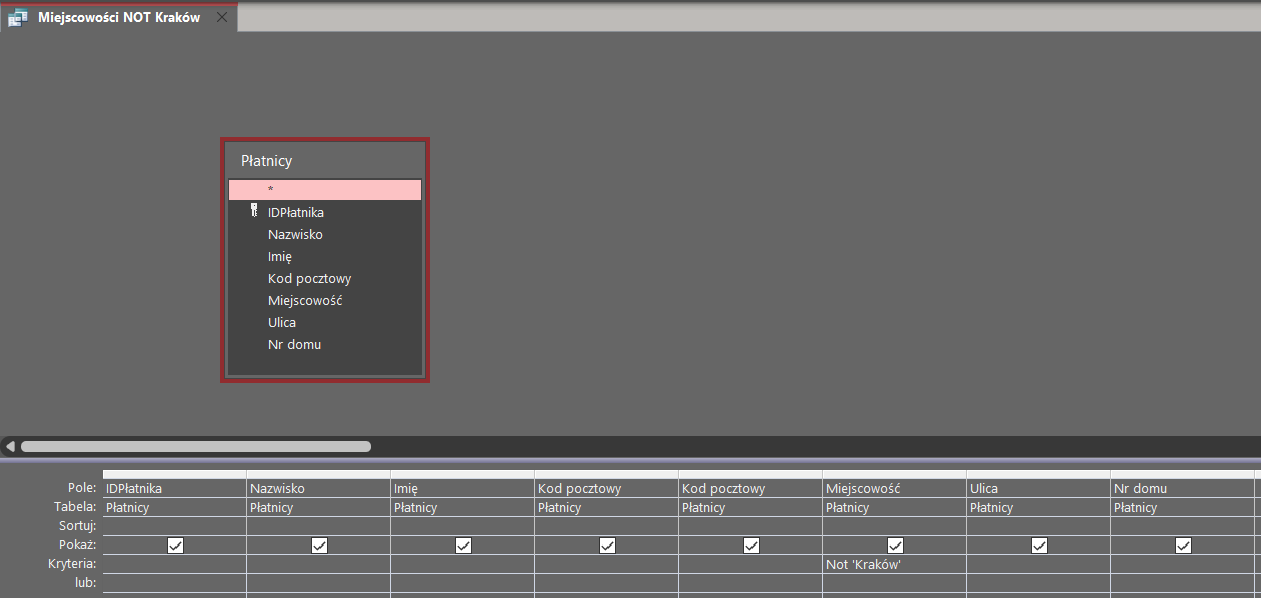 Miejscowości NOT Kraków
Płatnicy
*
IDPłatnika
Nazwisko
Imię
Kod pocztowy
Miejscowość
Ulica
Nr domu
Pole: IDPłatnika Nazwisko Imię Kod pocztowy Kod pocztowy Miejscowość Ulica Nr domu
Tabela: Płatnicy Płatnicy Płatnicy Płatnicy Płatnicy Płatnicy Płatnicy Płatnicy
Sortuj:
Pokaż:
Kryteria: Not 'Kraków'
lub: